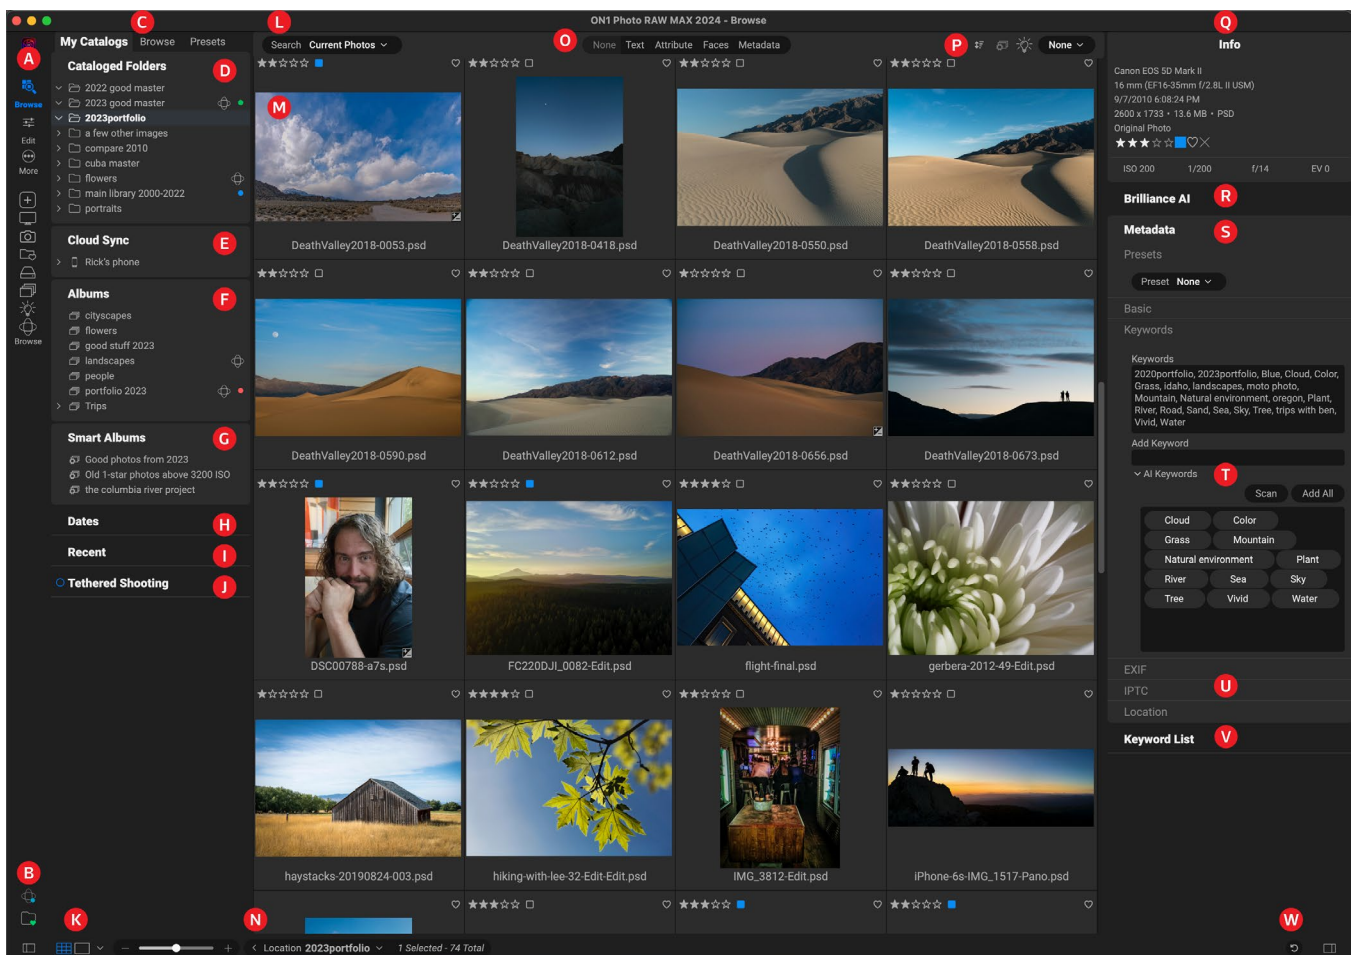 ON1 Photo RAW MAX 2024 - Browse
C
L
Q
My Catalogs Browse Presets
Search Current Photos
O
None Text Attribute Faces Metadata
P
None
Info
A
Browse
Edit
More
Browse
Cataloged Folders
D
2022 good master
2023 good master
2023portfolio
a few other images
compare 2010
cuba master
flowers
main library 2000-2022
portraits
Cloud Sync
E
Rick's phone
Albums
F
cityscapes
flowers
good stuff 2023
landscapes
people
portfolio 2023
Trips
Smart Albums
G
Good photos from 2023
Old 1-star photos above 3200 ISO
the columbia river project
Dates
H
Recent
I
Tethered Shooting
J
B
K
M
DeathValley2018-0053.psd
DeathValley2018-0418.psd
DeathValley2018-0550.psd
DeathValley2018-0558.psd
DeathValley2018-0590.psd
DeathValley2018-0612.psd
DeathValley2018-0656.psd
DeathValley2018-0673.psd
DSC00788-a7s.psd
FC220DJI_0082-Edit.psd
flight-final.psd
gerbera-2012-49-Edit.psd
haystacks-20190824-003.psd
hiking-with-lee-32-Edit-Edit.psd
IMG_3812-Edit.psd
iPhone-6s-IMG_1517-Pano.psd
N
Location 2023portfolio
1 Selected - 74 Total
Canon EOS 5D Mark II
16 mm (EF16-35mm f/2.8L II USM)
9/7/2010 6:08:24 PM
2600 x 1733 • 13.6 MB • PSD
Original Photo
ISO 200 1/200 f/14 EV 0
Brilliance AI
R
Metadata
S
Presets
Preset None
Basic
Keywords
Keywords
2020portfolio, 2023portfolio, Blue, Cloud, Color,
Grass, idaho, landscapes, moto photo,
Mountain, Natural environment, oregon, Plant,
River, Road, Sand, Sea, Sky, Tree, trips with ben,
Vivid, Water
Add Keyword
AI Keywords
T
Scan Add All
Cloud Color
Grass Mountain
Natural environment Plant
River Sea Sky
Tree Vivid Water
EXIF
IPTC
U
Location
Keyword List
V
W